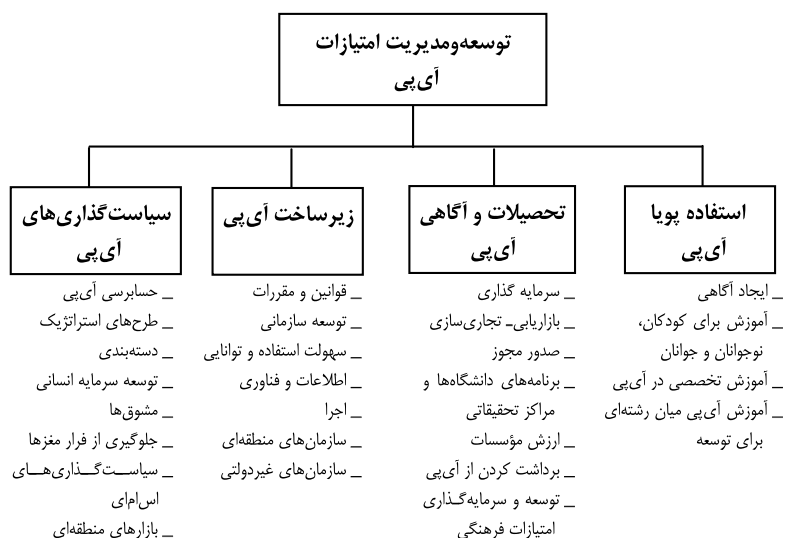 توسعه‌ومدیریت امتیازات
آی‌پی
استفاده پویا
آی‌پی
_ ایجاد آگاهی
_ آموزش برای کودکان،
نوجوانان و جوانان
_ آموزش تخصصی در آی‌پی
_ آموزش آی‌پی میان رشته‌ای
برای توسعه
تحصیلات و آگاهی
آی‌پی
_ سرمایه گذاری
_ بازاریابی_ تجاری‌سازی
_ صدور مجوز
_ برنامه‌های دانشگاه‌ها و
مراکز تحقیقاتی
_ ارزش مؤسسات
_ برداشت کردن از آی‌پی
_ توسعه و سرمایه‌گذاری
امتیازات فرهنگی
زیرساخت آی‌پی
_ قوانین و مقررات
_ توسعه سازمانی
_ سهولت استفاده و توانایی
_ اطلاعات و فناوری
_ اجرا
_ سازمان‌های منطقه‌ای
_ سازمان‌های غیردولتی
سیاست‌گذاری‌های
آی‌پی
_ حسابرسی آی‌پی
_ طرح‌های استراتژیک
_ دسته‌بندی
_ توسعه سرمایه انسانی
_ مشوق‌ها
_ جلوگیری از فرار مغزها
_ سیاست‌گذاری‌های
اس‌ام‌ای
_ بازارهای منطقه‌ای